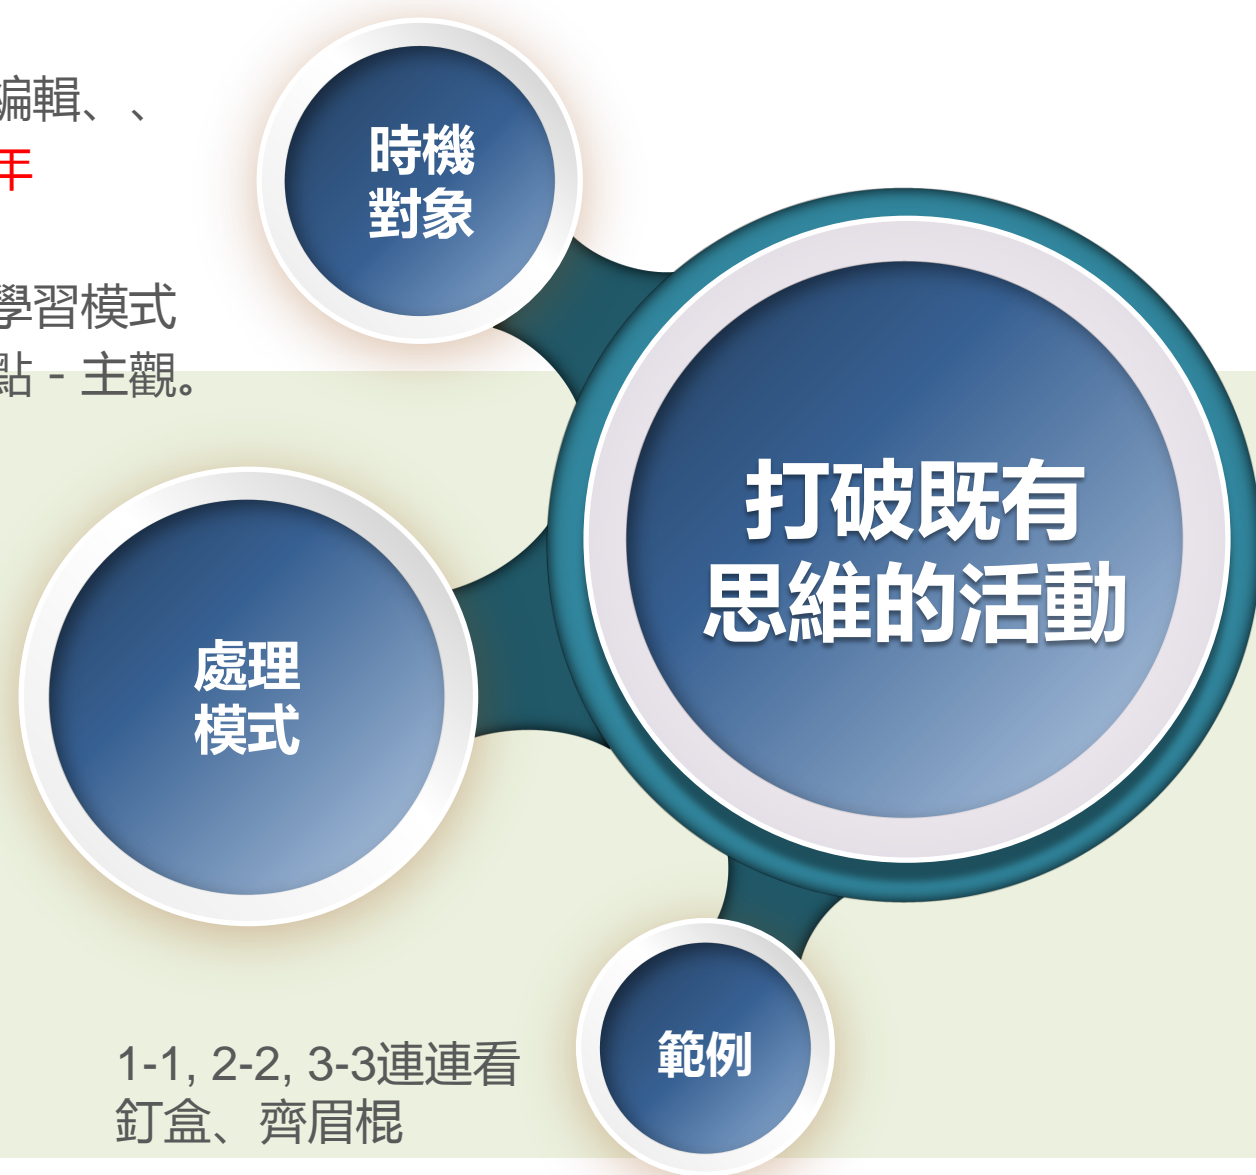 編輯、、
年
學習模式
點 - 主觀。
時機
對象
打破既有
思維的活動
處理
模式
範例
1-1, 2-2, 3-3連連看
釘盒、齊眉棍